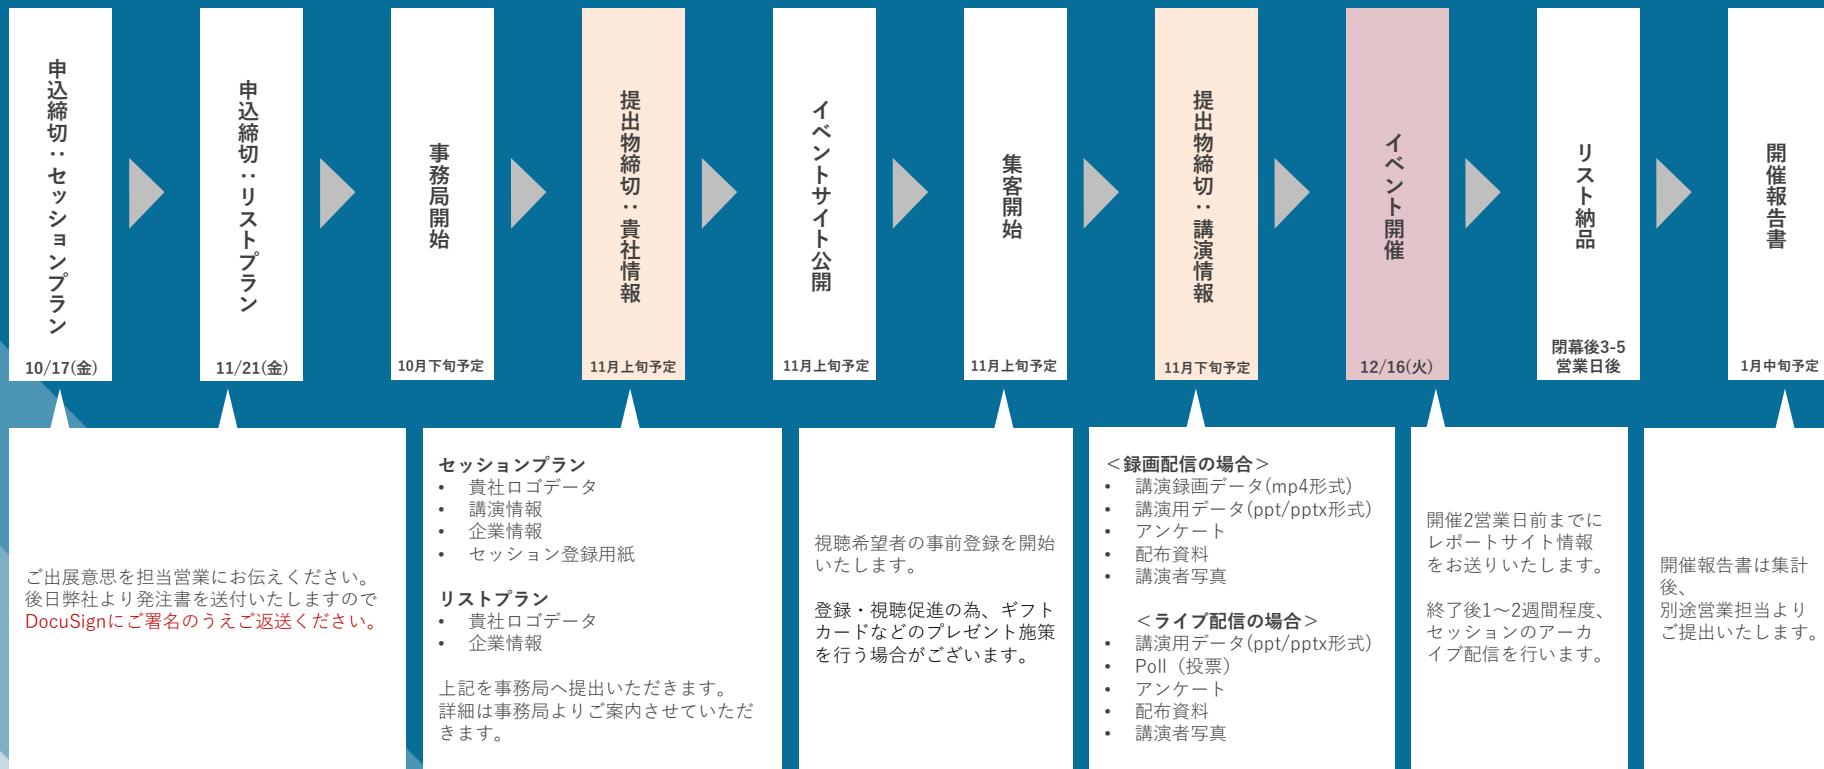 申込締切：セッションプラン
10/17(金)
申込締切：リストプラン
11/21(金)
事務局開始
10月下旬予定
提出物締切：貴社情報
11月上旬予定
イベントサイト公開
11月上旬予定
集客開始
11月上旬予定
提出物締切：講演情報
11月下旬予定
イベント開催
12/16(火)
リスト納品
閉幕後3-5
営業日後
開催報告書
1月中旬予定
ご出展意思を担当営業にお伝えください。
後日弊社より発注書を送付いたしますので
DocuSignにご署名のうえご返送ください。
セッションプラン
• 貴社ロゴデータ
• 講演情報
• 企業情報
• セッション登録用紙
リストプラン
• 貴社ロゴデータ
• 企業情報
上記を事務局へ提出いただきます。
詳細は事務局よりご案内させていただ
きます。
視聴希望者の事前登録を開始
いたします。
登録・視聴促進の為、ギフト
カードなどのプレゼント施策
を行う場合がございます。
＜録画配信の場合＞
• 講演録画データ(mp4形式)
• 講演用データ(ppt/pptx形式)
• アンケート
• 配布資料
• 講演者写真
＜ライブ配信の場合＞
• 講演用データ(ppt/pptx形式)
• Poll（投票）
• アンケート
• 配布資料
• 講演者写真
開催2営業日前までに
レポートサイト情報
をお送りいたします。
終了後1～2週間程度、
セッションのアーカ
イブ配信を行います。
開催報告書は集計
後、
別途営業担当より
ご提出いたします。